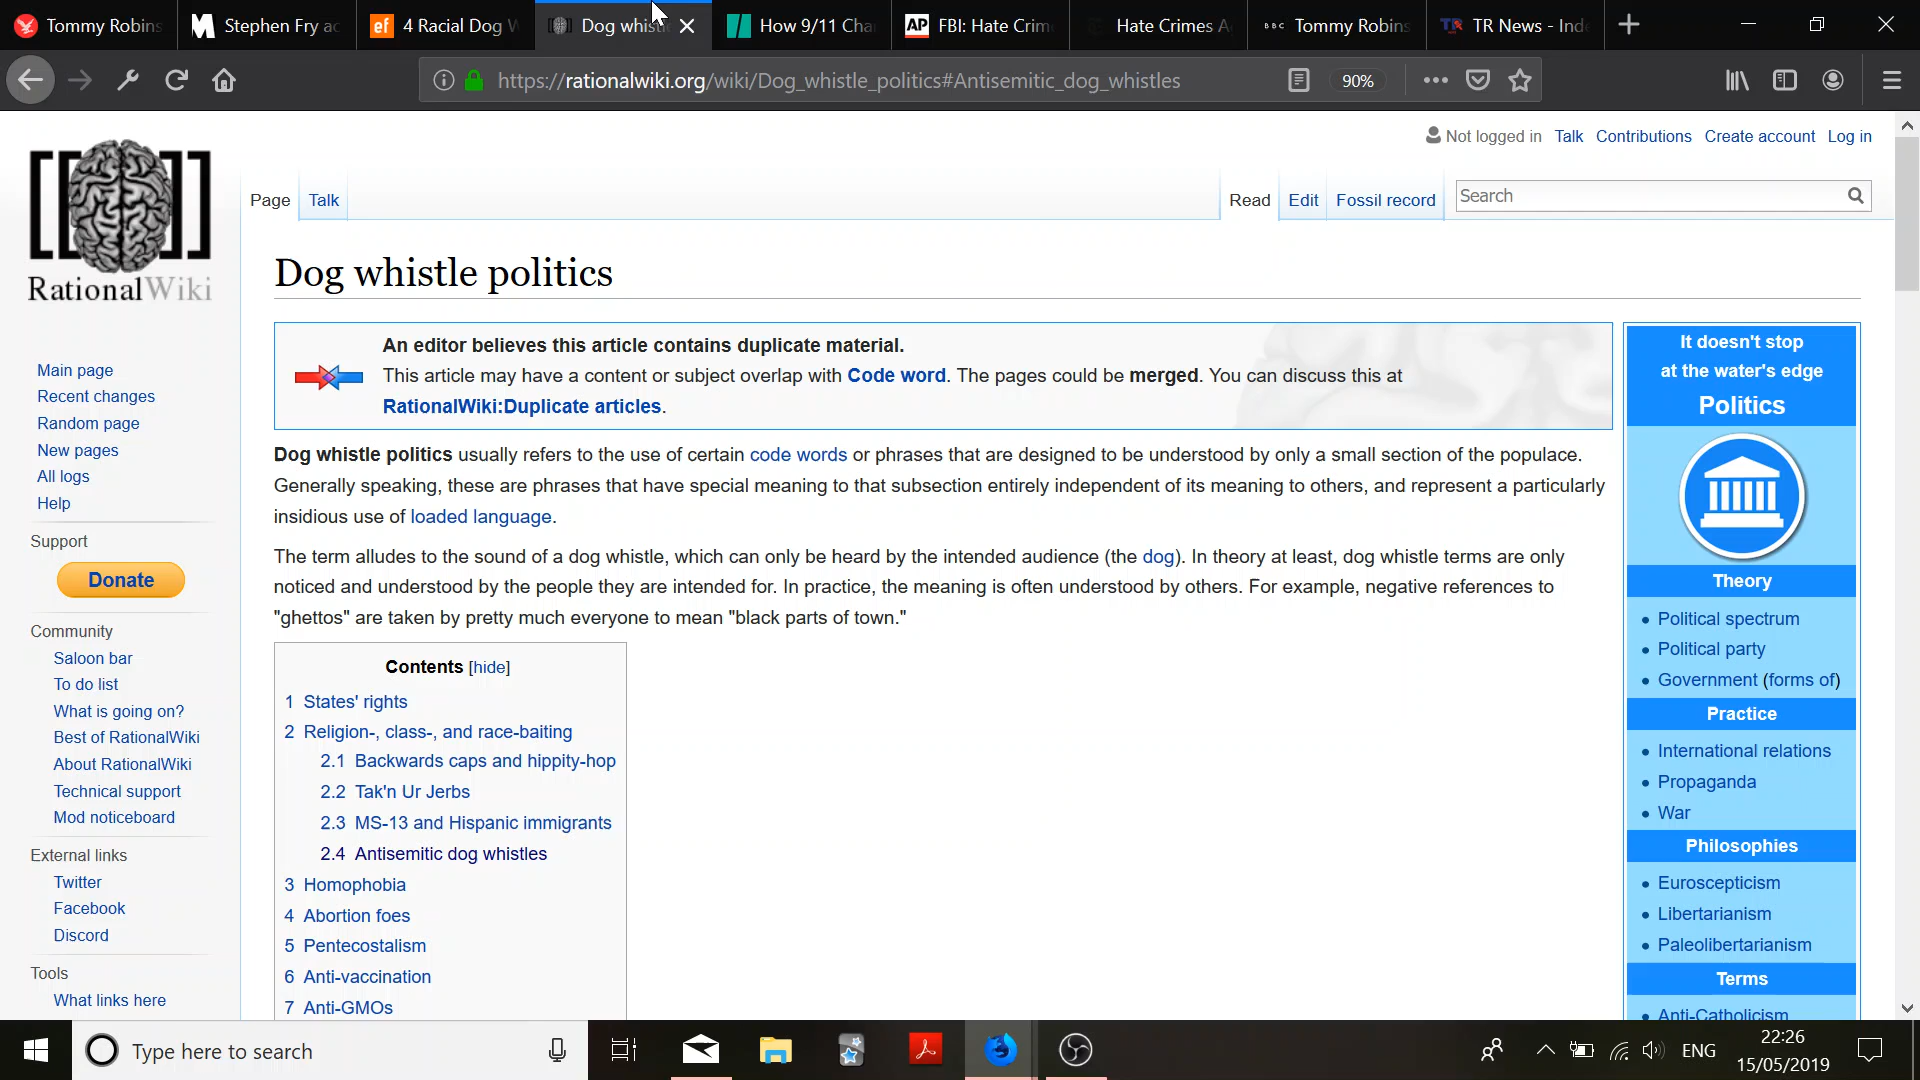 Tommy Robins
Stephen Fry ac
4 Racial Dog W
Dog whist
How 9/11 Cha
FBI: Hate Crim
Hate Crimes A
BBC Tommy Robins
TR News - Inde
https://rationalwiki.org/wiki/Dog_whistle_politics#Antisemitic_dog_whistles
90%
Not logged in Talk Contributions Create account Log in
Page Talk Read Edit Fossil record Search
RationalWiki
Dog whistle politics
An editor believes this article contains duplicate material.
This article may have a content or subject overlap with Code word. The pages could be merged. You can discuss this at
RationalWiki:Duplicate articles.
Dog whistle politics usually refers to the use of certain code words or phrases that are designed to be understood by only a small section of the populace.
Generally speaking, these are phrases that have special meaning to that subsection entirely independent of its meaning to others, and represent a particularly
insidious use of loaded language.
The term alludes to the sound of a dog whistle, which can only be heard by the intended audience (the dog). In theory at least, dog whistle terms are only
noticed and understood by the people they are intended for. In practice, the meaning is often understood by others. For example, negative references to
"ghettos" are taken by pretty much everyone to mean "black parts of town."
Contents [hide]
1 States' rights
2 Religion-, class-, and race-baiting
2.1 Backwards caps and hippity-hop
2.2 Tak'n Ur Jerbs
2.3 MS-13 and Hispanic immigrants
2.4 Antisemitic dog whistles
3 Homophobia
4 Abortion foes
5 Pentecostalism
6 Anti-vaccination
7 Anti-GMOs
Main page
Recent changes
Random page
New pages
All logs
Help
Support
Donate
Community
Saloon bar
To do list
What is going on?
Best of RationalWiki
About RationalWiki
Technical support
Mod noticeboard
External links
Twitter
Facebook
Discord
Tools
What links here
It doesn't stop
at the water's edge
Politics
Theory
Political spectrum
Political party
Government (forms of)
Practice
International relations
Propaganda
War
Philosophies
Euroscepticism
Libertarianism
Paleolibertarianism
Terms
Anti-Catholicism
Type here to search
ENG
22:26
15/05/2019